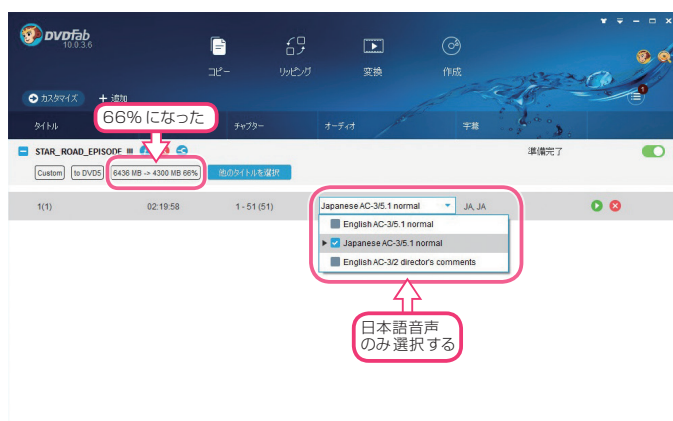 DVDFab
10.0.3.6
コピー
リッピング
変換
作成
カスタマイズ
追加
1
66%になった
タイトル
チャプター
オーディオ
字幕
STAR_ROAD_EPISODE_III
準備完了
Custom
to DVD5
6436 MB -> 4300 MB 66%
他のタイトルを選択
1(1)
02:19:58
1 - 51 (51)
Japanese AC-3/5.1 normal
JA, JA
English AC-3/5.1 normal
Japanese AC-3/5.1 normal
English AC-3/2 director's comments
日本語音声
のみ選択する